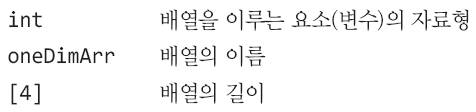 int 배열을 이루는 요소(변수)의 자료형
oneDimArr 배열의 이름
[4] 배열의 길이